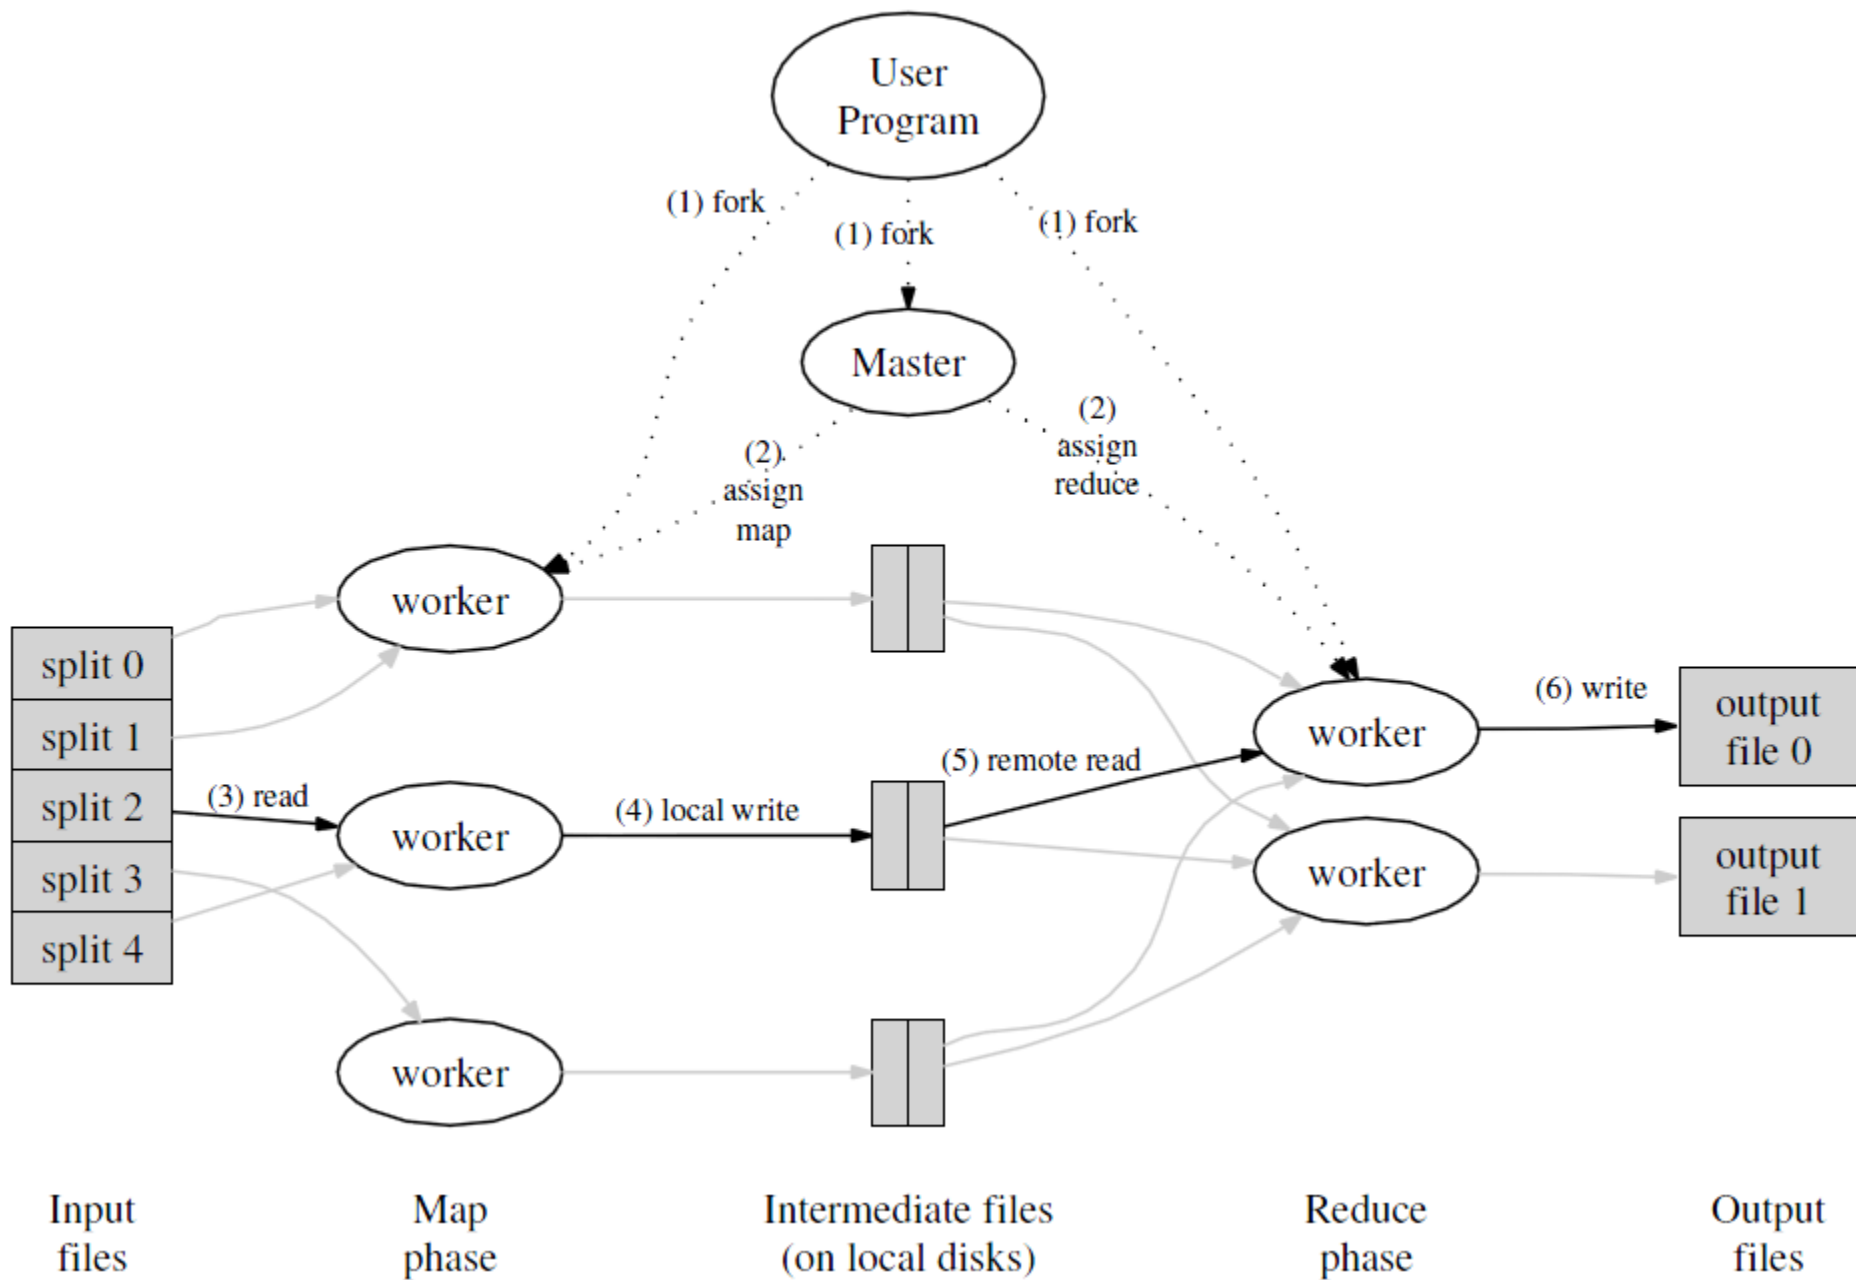 User
Program
(1) fork
(1) fork
(1) fork
Master
(2)
assign
map
(2)
assign
reduce
worker
split 0
split 1
split 2
split 3
split 4
(3) read
worker
(4) local write
(5) remote read
worker
(6) write
output
file 0
worker
output
file 1
worker
Input
files
Map
phase
Intermediate files
(on local disks)
Reduce
phase
Output
files